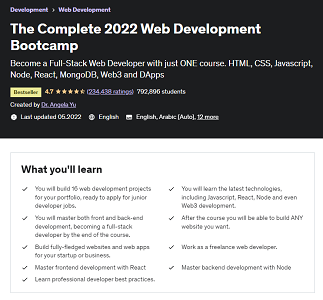 Development > Web Development
The Complete 2022 Web Development
Bootcamp
Become a Full-Stack Web Developer with just ONE course. HTML, CSS, Javascript,
Node, React, MongoDB, Web3 and DApps
Bestseller 4.7 (234,438 ratings) 792,896 students
Created by Dr. Angela Yu
Last updated 05.2022 English English, Arabic [Auto], 12 more
What you'll learn
You will build 16 web development projects
for your portfolio, ready to apply for junior
developer jobs.
You will learn the latest technologies,
including Javascript, React, Node and even
Web3 development.
You will master both front and back-end
development, becoming a full-stack
developer by the end of the course.
After the course you will be able to build ANY
website you want.
Build fully-fledged websites and web apps
for your startup or business.
Work as a freelance web developer.
Master frontend development with React
Master backend development with Node
Learn professional developer best practices.